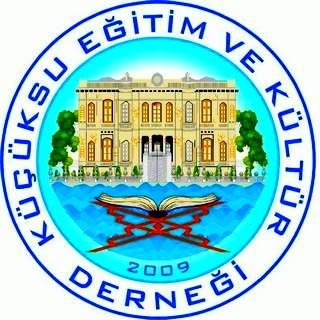 KÜÇÜKSU EĞİTİM VE KÜLTÜR
DERNEĞİ
2009